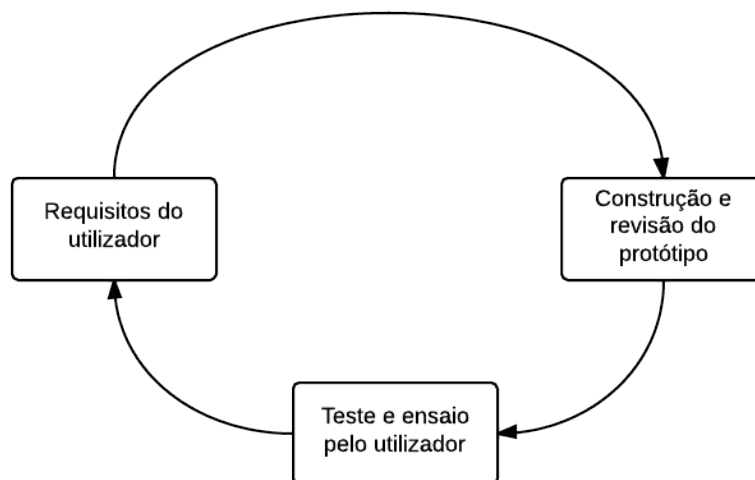 Requisitos do
utilizador
Construção e
revisão do
protótipo
Teste e ensaio
pelo utilizador